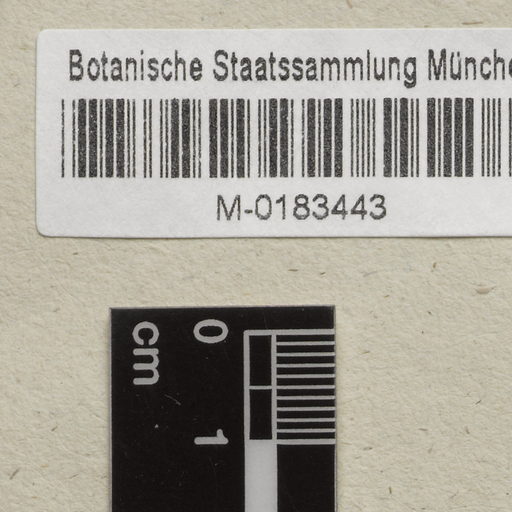 Botanische Staatssammlung Münche
M-0183443
cm
0
1